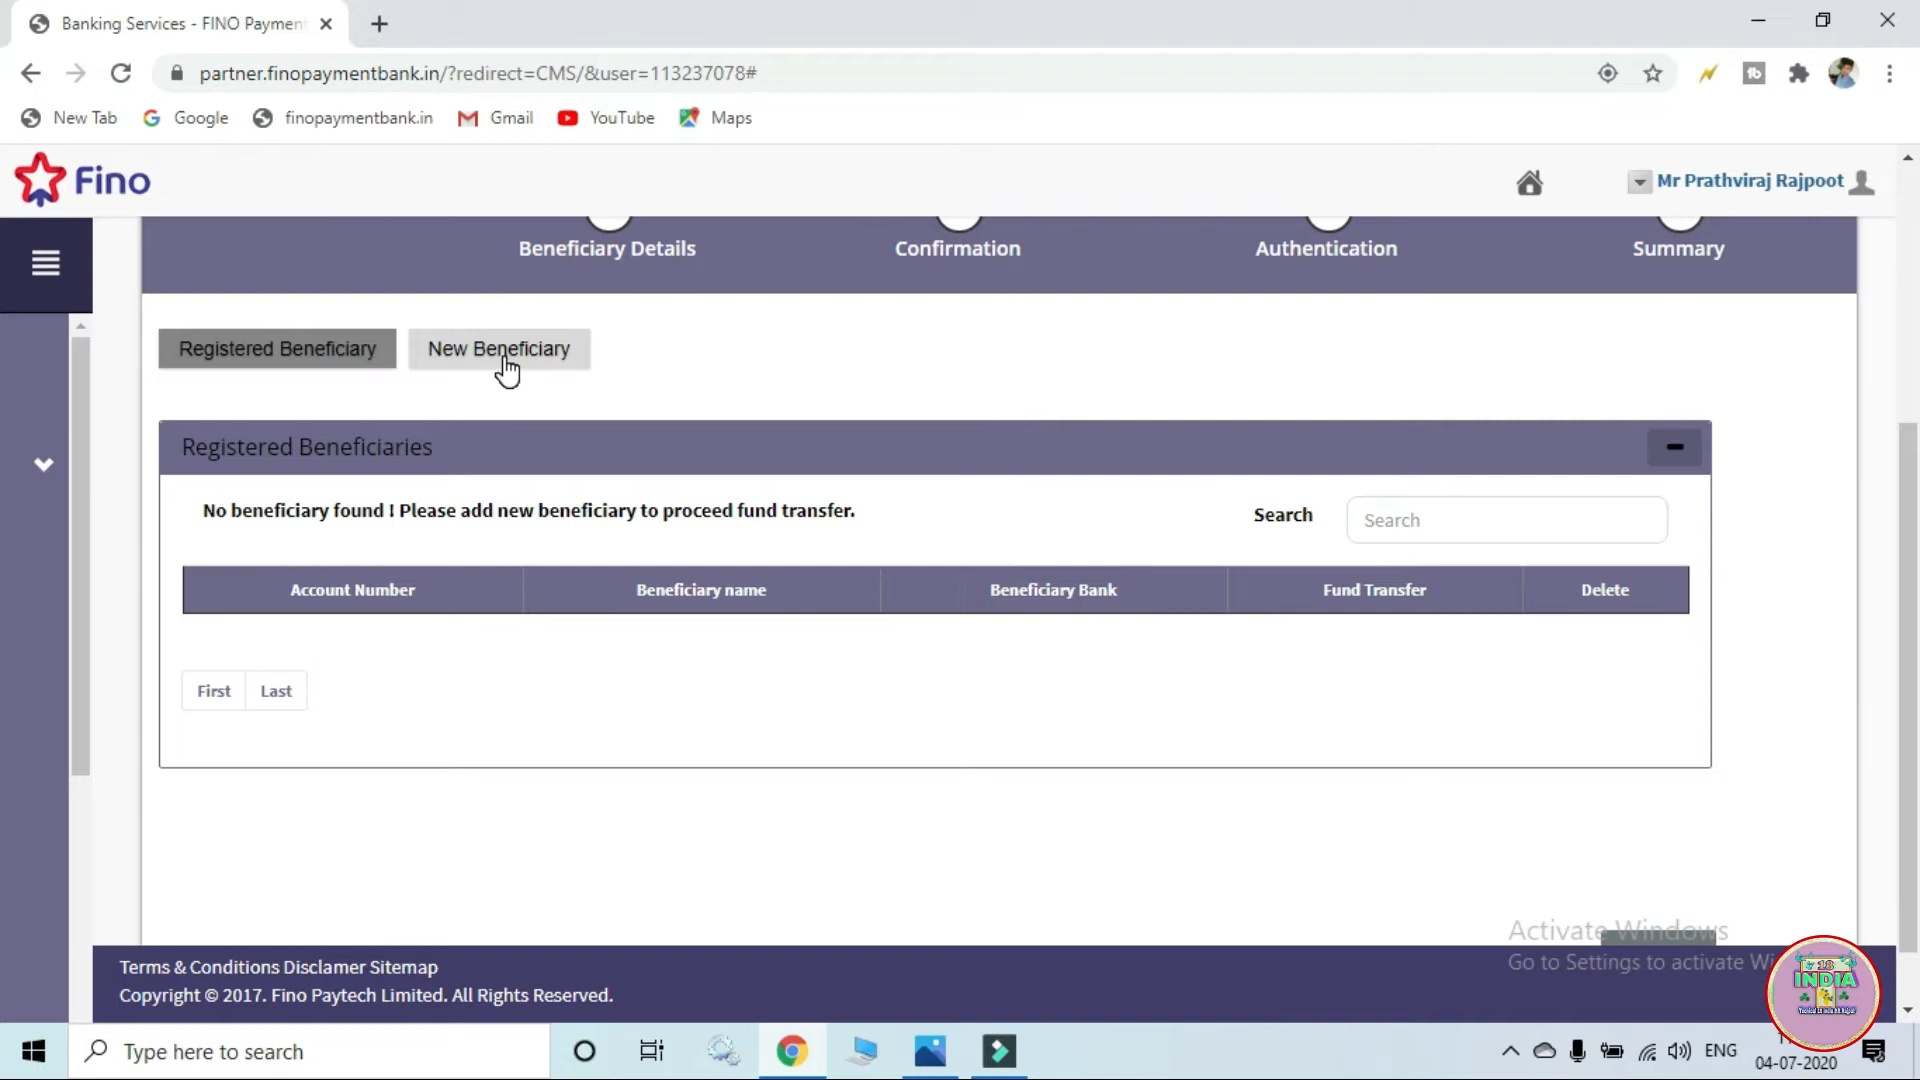 Banking Services - FINO Paymen
partner.finopaymentbank.in/?redirect=CMS/&user=113237078#
New Tab
Google
finopaymentbank.in
Gmail
YouTube
Maps
Fino
Mr Prathviraj Rajpoot
Beneficiary Details
Confirmation
Authentication
Summary
Registered Beneficiary
New Beneficiary
Registered Beneficiaries
No beneficiary found ! Please add new beneficiary to proceed fund transfer.
Search
Search
Account Number
Beneficiary name
Beneficiary Bank
Fund Transfer
Delete
First
Last
Activate Windows
Go to Settings to activate Wi
Terms & Conditions Disclamer Sitemap
Copyright © 2017. Fino Paytech Limited. All Rights Reserved.
INDIA
Type here to search
ENG
04-07-2020